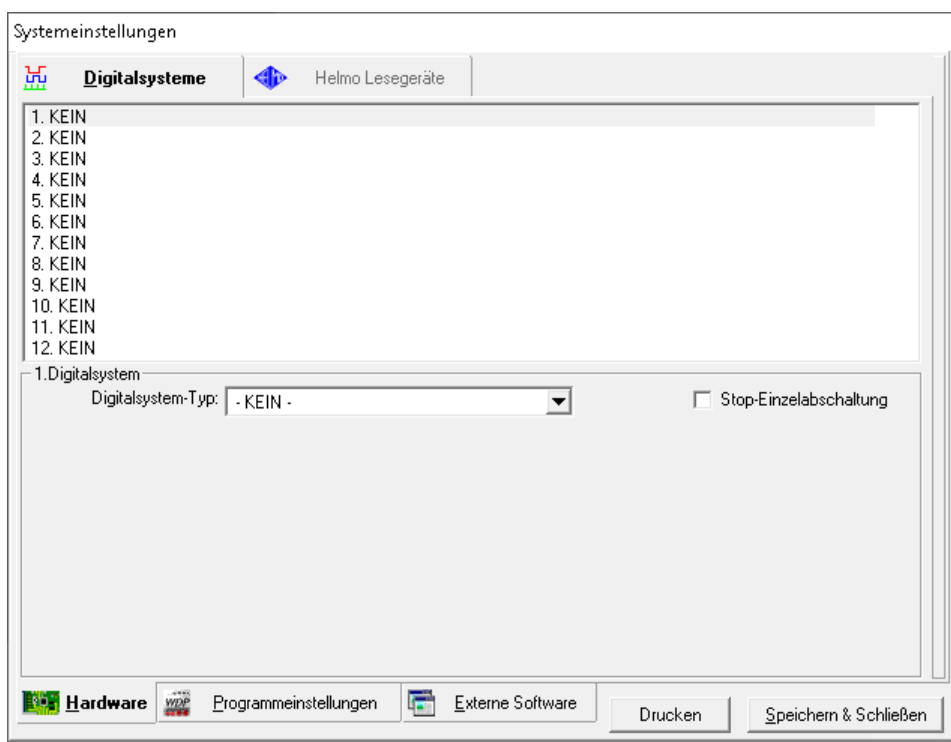 Systemeinstellungen
Digitalsysteme
Helmo Lesegeräte
1. KEIN
2. KEIN
3. KEIN
4. KEIN
5. KEIN
6. KEIN
7. KEIN
8. KEIN
9. KEIN
10. KEIN
11. KEIN
12. KEIN
1.Digitalsystem
Digitalsystem-Typ: - KEIN - Stop-Einzelabschaltung
Hardware WDP Programmeinstellungen Externe Software
Drucken Speichern & Schließen